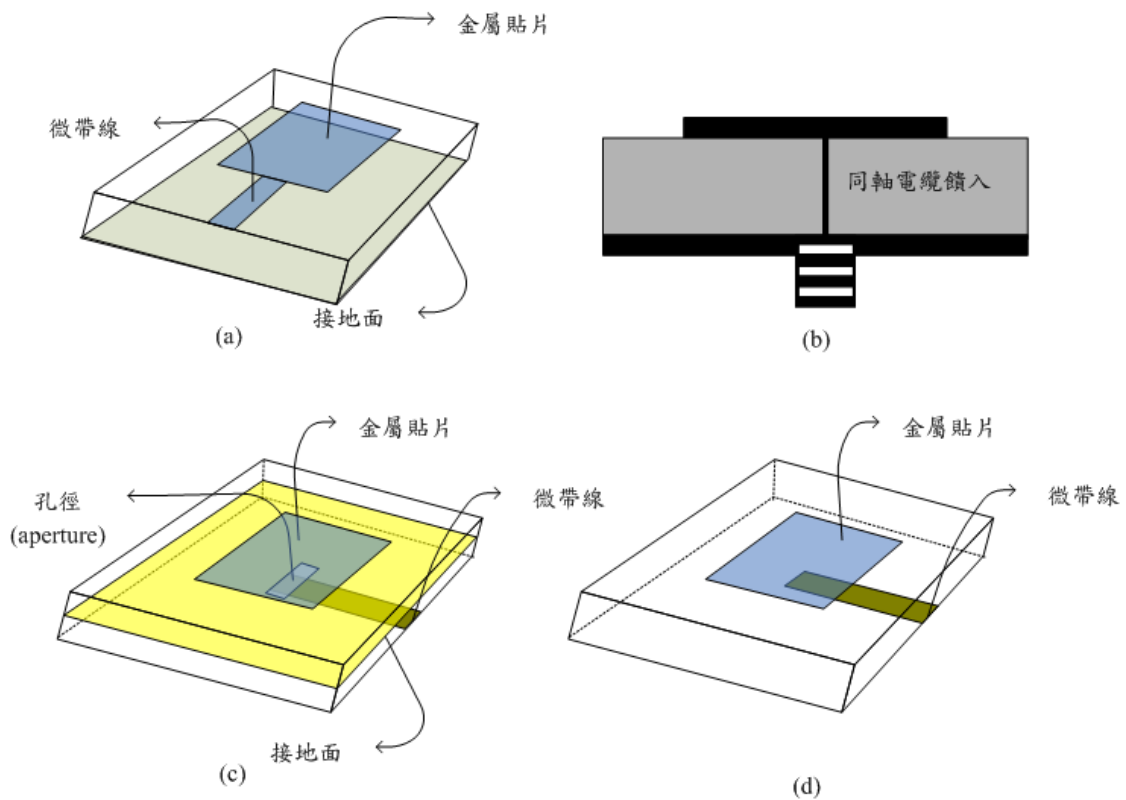 金屬貼片
微帶線
接地面
(a)
同軸電纜饋入
(b)
金屬貼片
孔徑
(aperture)
微帶線
接地面
(c)
金屬貼片
微帶線
(d)